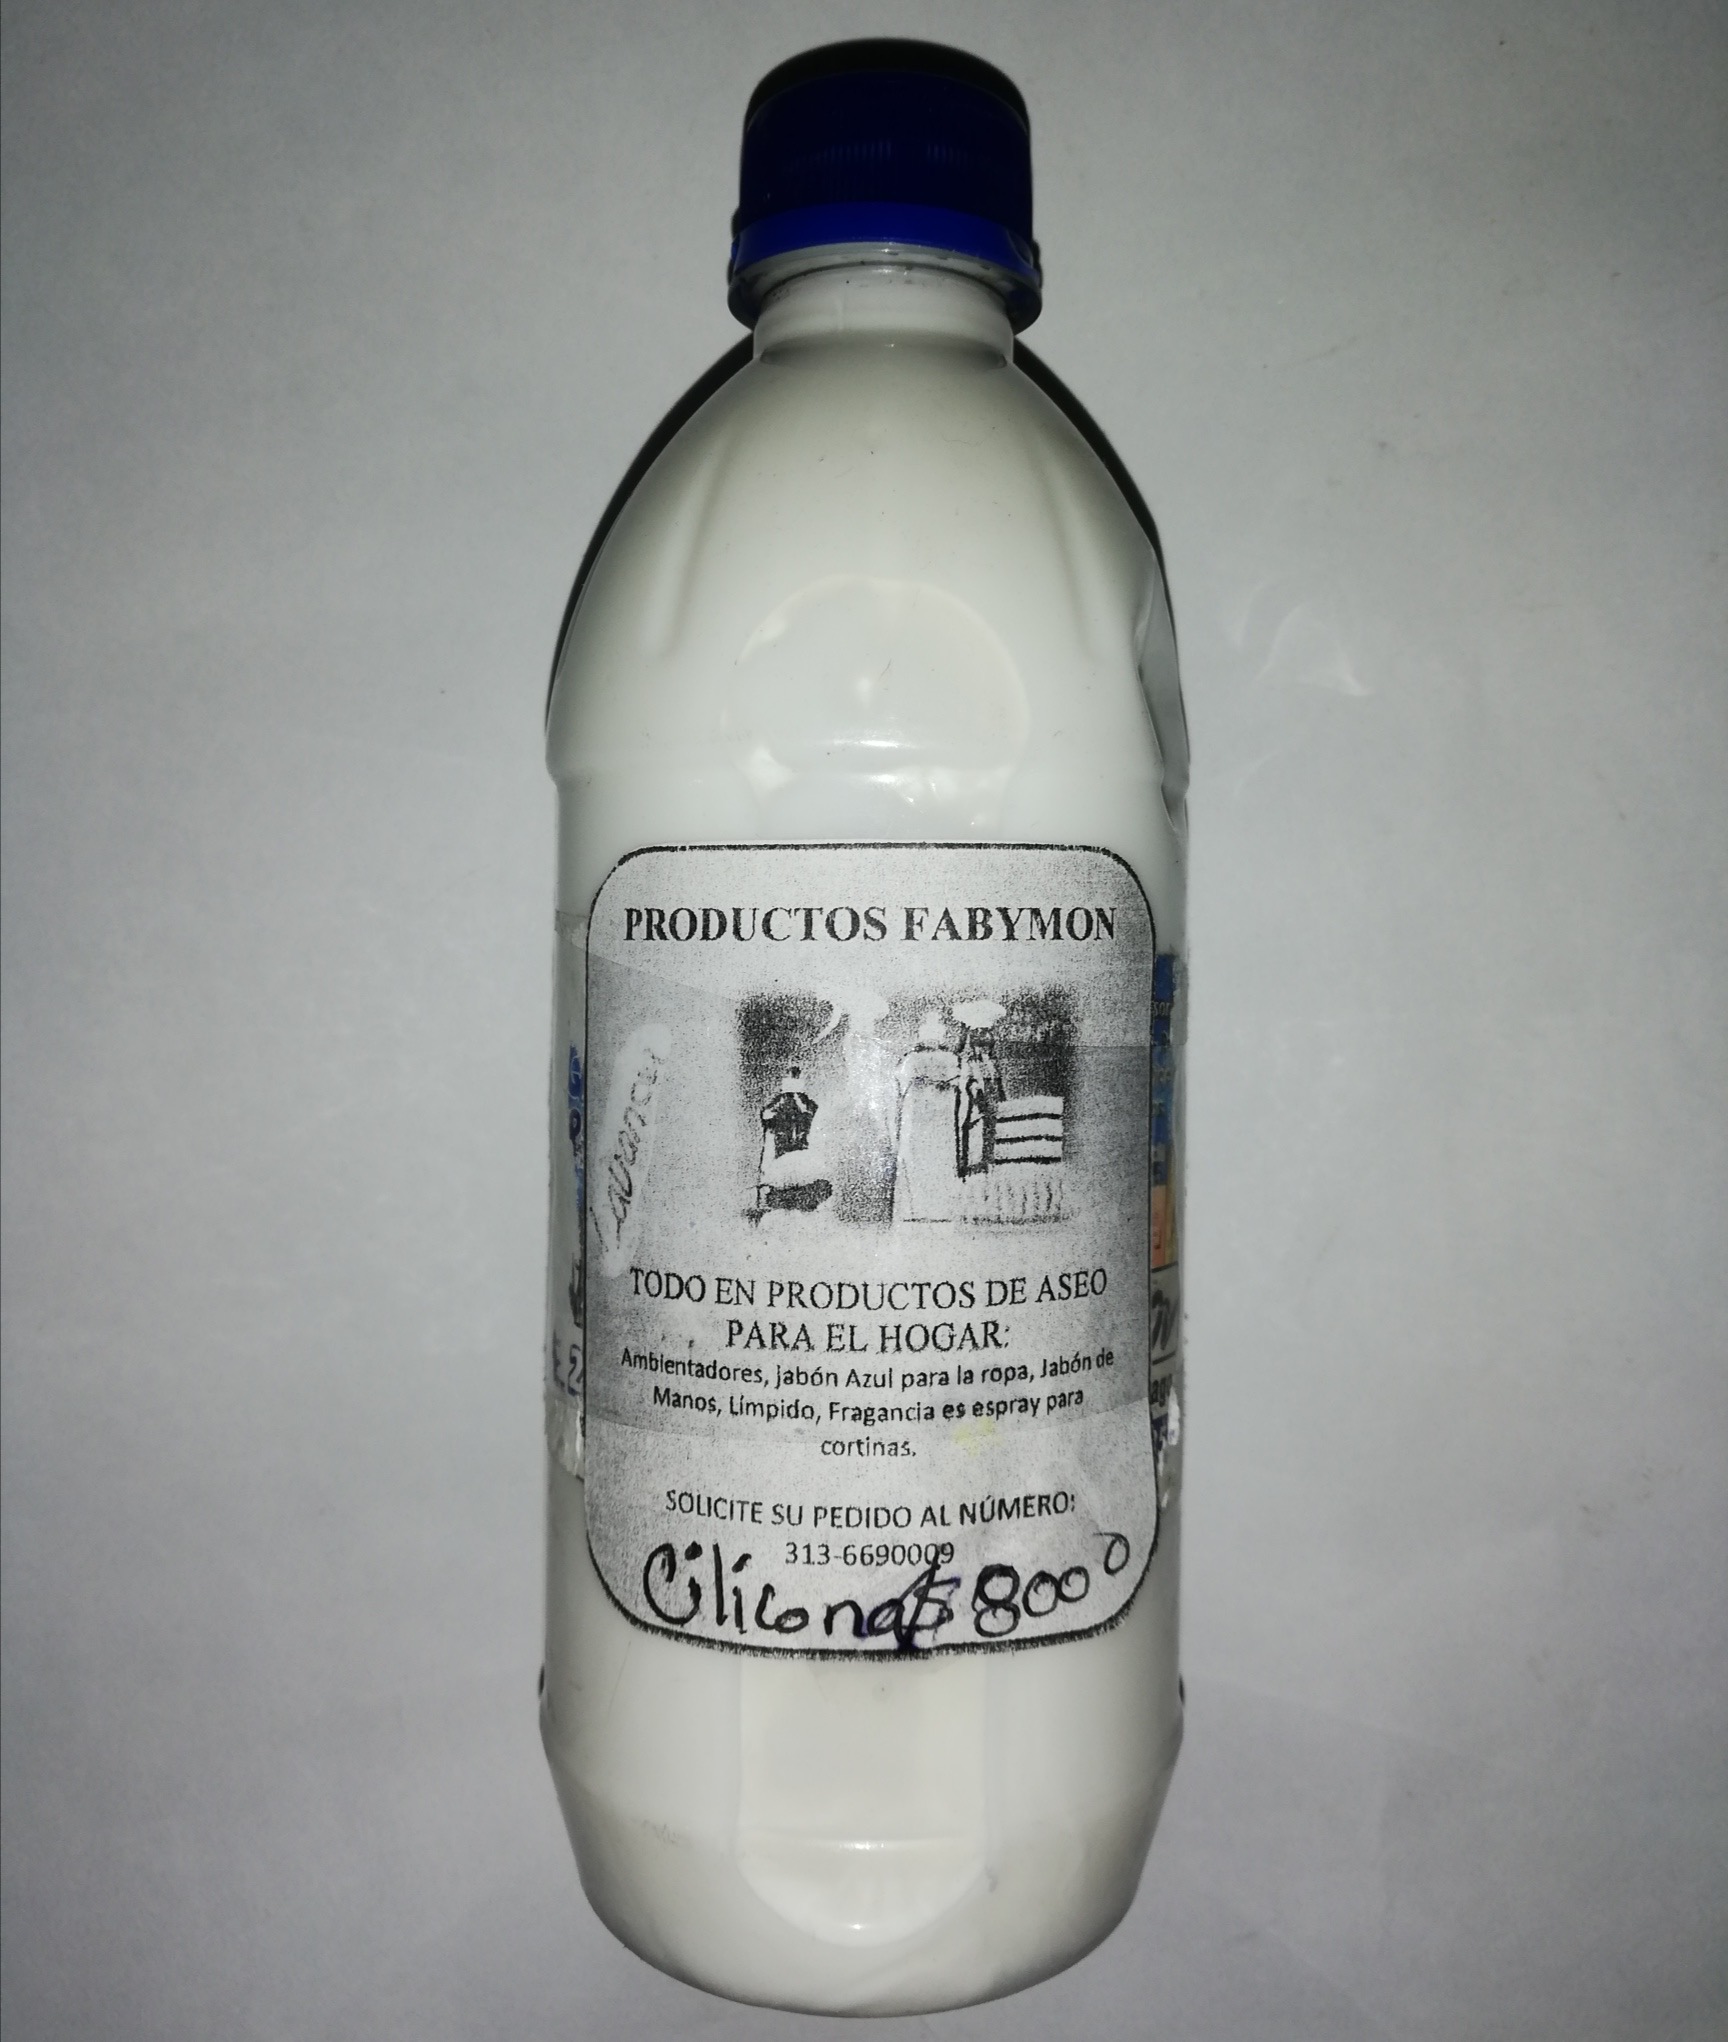 PRODUCTOS FABYMON
TODO EN PRODUCTOS DE ASEO
PARA EL HOGAR:
Ambientadores, jabón Azul para la ropa, Jabón de
Manos, Límpido, Fragancia es espray para
cortinas.
SOLICITE SU PEDIDO AL NÚMERO:
313-6690009
Cilicona $ 8000